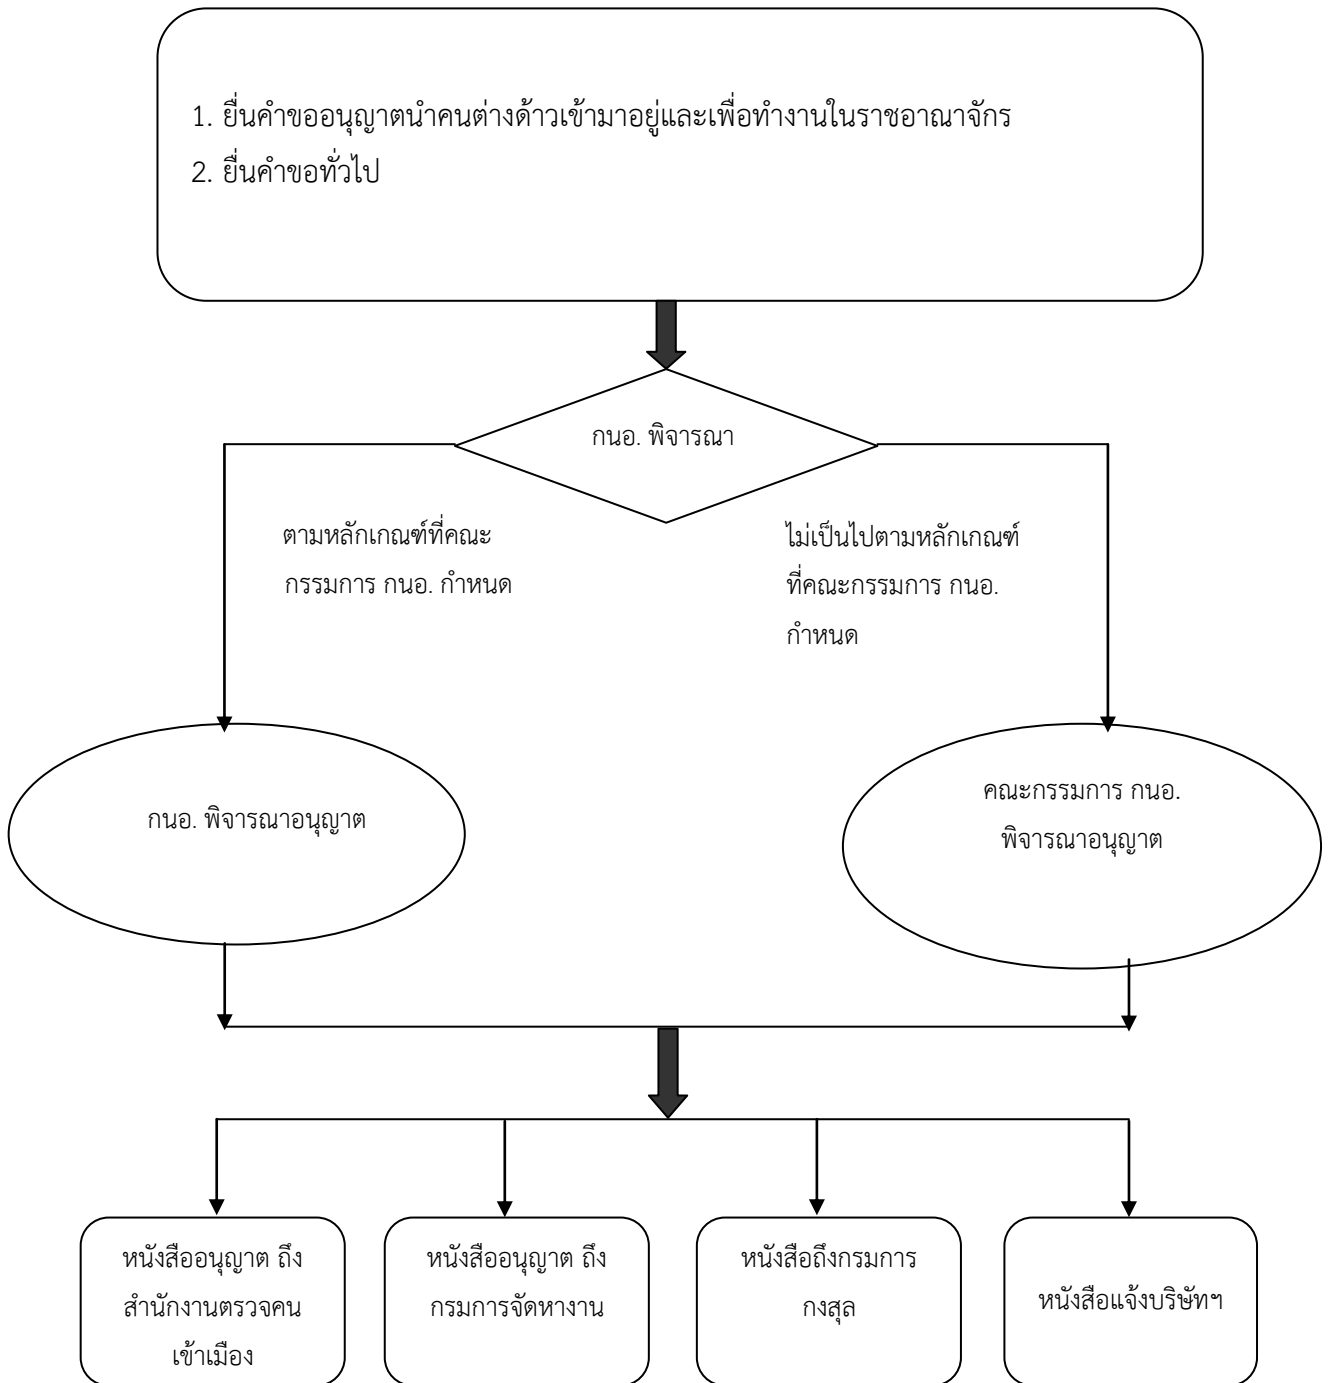 1. ยื่นคำขออนุญาตนำคนต่างด้าวเข้ามาอยู่และเพื่อทำงานในราชอาณาจักร
2. ยื่นคำขอทั่วไป
กนอ. พิจารณา
ตามหลักเกณฑ์ที่คณะ
กรรมการ กนอ. กำหนด
ไม่เป็นไปตามหลักเกณฑ์
ที่คณะกรรมการ กนอ.
กำหนด
กนอ. พิจารณาอนุญาต
คณะกรรมการ กนอ.
พิจารณาอนุญาต
หนังสืออนุญาต ถึง
สำนักงานตรวจคน
เข้าเมือง
หนังสืออนุญาต ถึง
กรมการจัดหางาน
หนังสือถึงกรมการ
กงสุล
หนังสือแจ้งบริษัทฯ